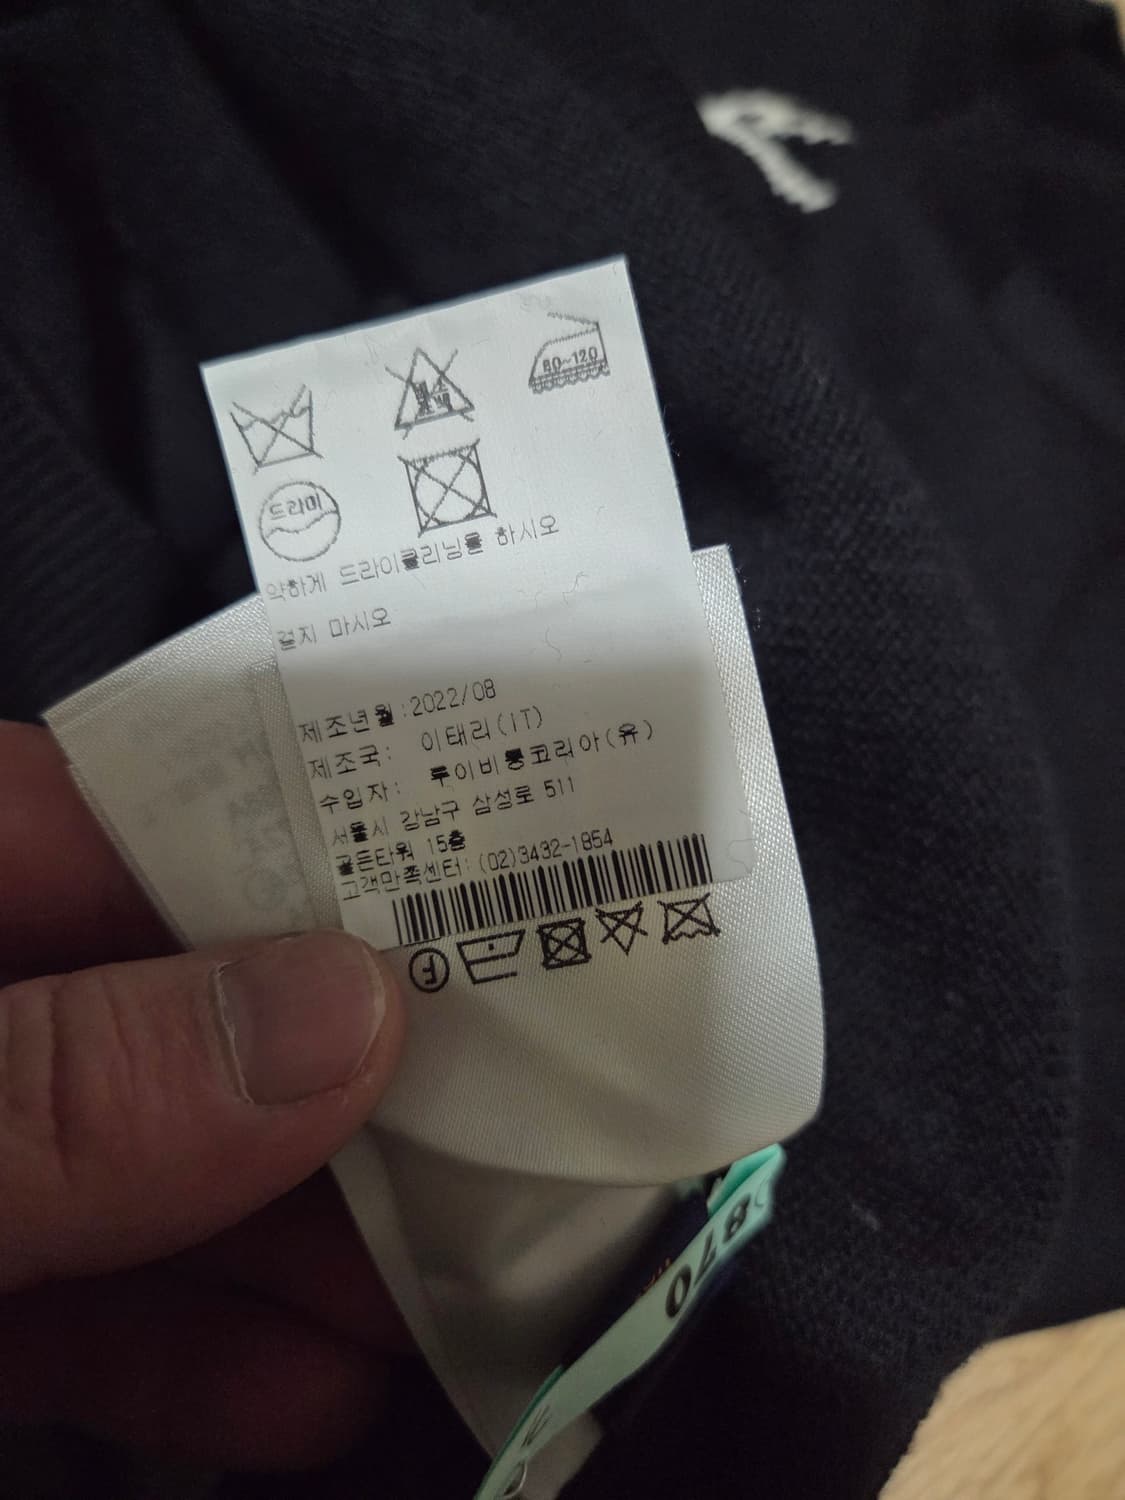 80~120
드라이
약하게 드라이클리닝을 하시오
걸지 마시오
제조년월:2022/08
제조국: 이태리(IT)
수입자: 루이비통코리아(유)
서울시 강남구 삼성로 511
골든타워 15층
고객만족센터:(02)3432-1854
F
870